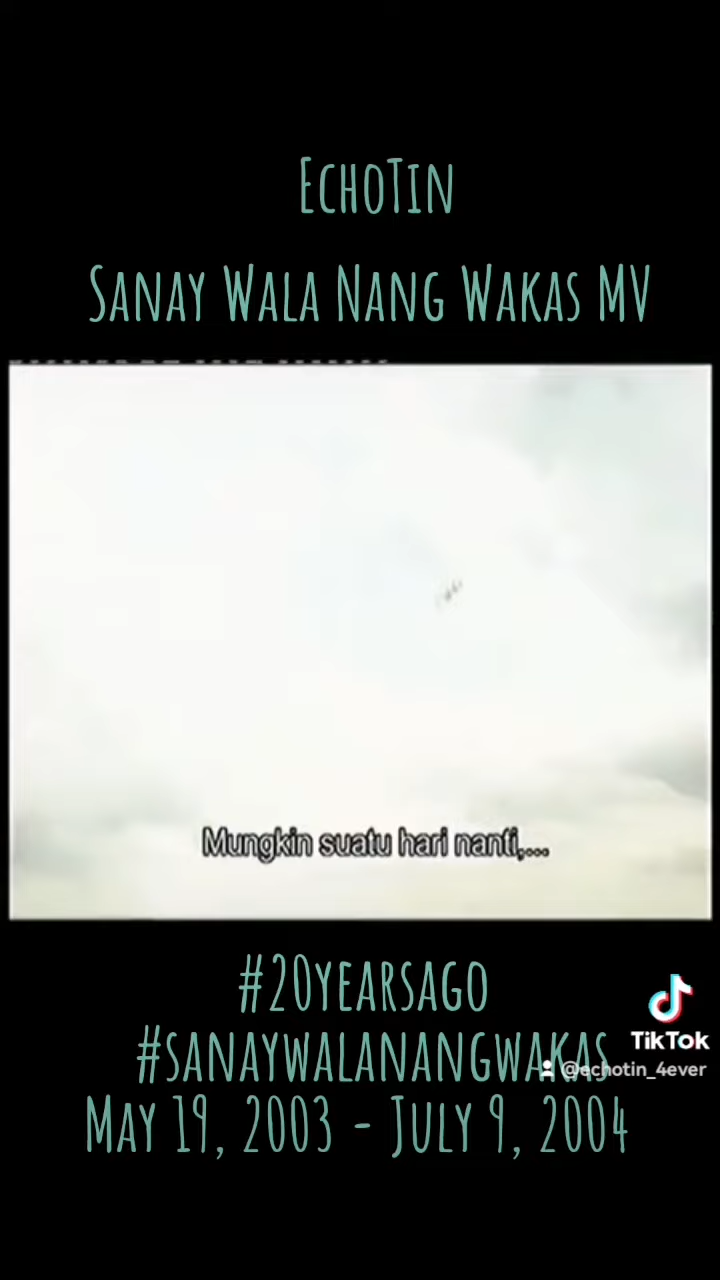 EchoTin
Sanay Wala Nang Wakas MV
Mungkin suatu hari nanti,...
#20yearsago
#sanaywalanangwakas
TikTok
@echotin_4ever
May 19, 2003 - July 9, 2004